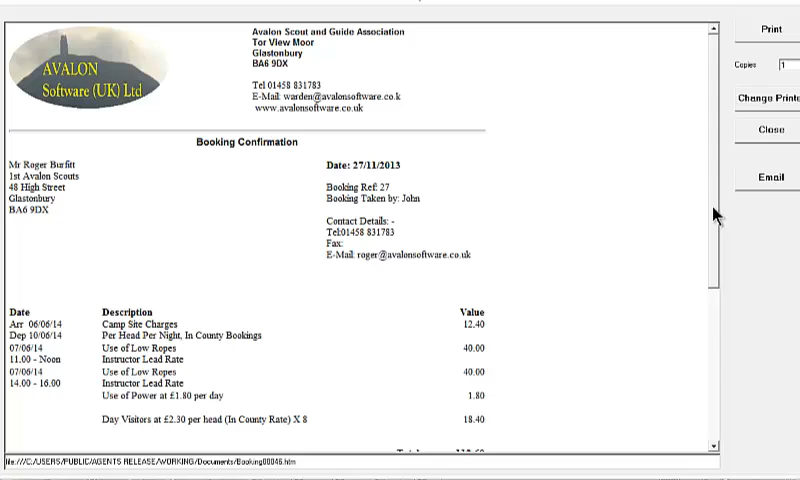 AVALON
Software (UK) Ltd
Avalon Scout and Guide Association
Tor View Moor
Glastonbury
BA6 9DX
Tel 01458 831783
E-Mail: warden@avalonsoftware.co.k
www.avalonsoftware.co.uk
Booking Confirmation
Mr Roger Burfitt
1st Avalon Scouts
48 High Street
Glastonbury
BA6 9DX
Date: 27/11/2013
Booking Ref: 27
Booking Taken by: John
Contact Details: -
Tel:01458 831783
Fax:
E-Mail: roger@avalonsoftware.co.uk
Date Description Value
Arr 06/06/14 Camp Site Charges 12.40
Dep 10/06/14 Per Head Per Night, In County Bookings
07/06/14 Use of Low Ropes 40.00
11.00 - Noon Instructor Lead Rate
07/06/14 Use of Low Ropes 40.00
14.00 - 16.00 Instructor Lead Rate
Use of Power at £1.80 per day 1.80
Day Visitors at £2.30 per head (In County Rate) X 8 18.40
file:///C:/USERS/PUBLIC/AGENTS RELEASE/WORKING/Documents/Booking00046.htm
Print
Copies 1
Change Printe
Close
Email